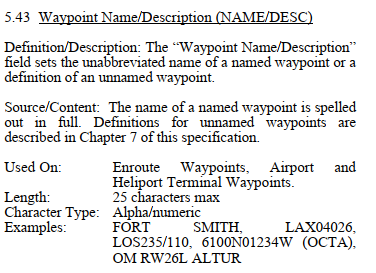 5.43 Waypoint Name/Description (NAME/DESC)
Definition/Description: The “Waypoint Name/Description”
field sets the unabbreviated name of a named waypoint or a
definition of an unnamed waypoint.
Source/Content: The name of a named waypoint is spelled
out in full. Definitions for unnamed waypoints are
described in Chapter 7 of this specification.
Used On: Enroute Waypoints, Airport and
Heliport Terminal Waypoints.
Length: 25 characters max
Character Type: Alpha/numeric
Examples: FORT SMITH, LAX04026,
LOS235/110, 6100N01234W (OCTA),
OM RW26L ALTUR